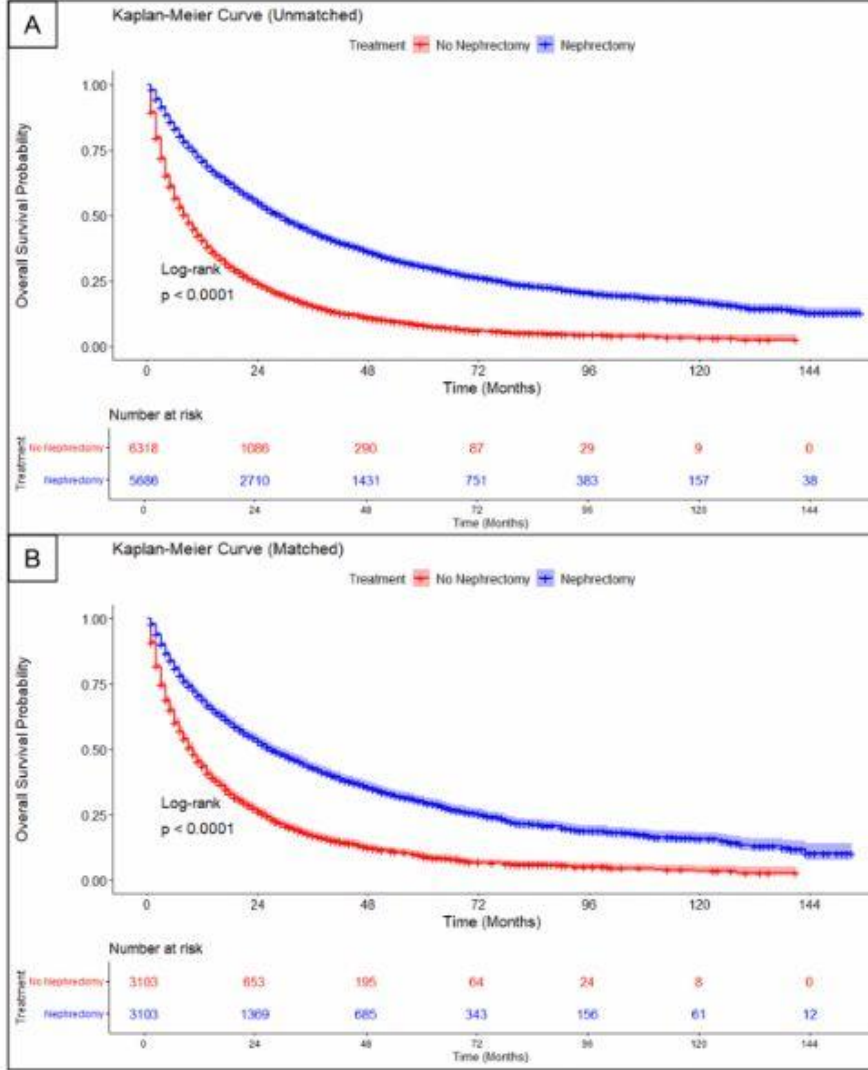 A
Kaplan-Meier Curve (Unmatched)
Treatment No Nephrectomy Nephrectomy
Overall Survival Probability
1.00
0.75
0.50
0.25
0.00
Log-rank
p < 0.0001
0 24 48 72 96 120 144
Time (Months)
Number at risk
Treatment
No Nephrectomy 6318 1086 290 87 29 9 0
Nephrectomy 5686 2710 1431 751 383 157 38
0 24 48 72 96 120 144
Time (Months)
B
Kaplan-Meier Curve (Matched)
Treatment No Nephrectomy Nephrectomy
Overall Survival Probability
1.00
0.75
0.50
0.25
0.00
Log-rank
p < 0.0001
0 24 48 72 96 120 144
Time (Months)
Number at risk
Treatment
No Nephrectomy 3103 653 195 64 24 8 0
Nephrectomy 3103 1369 685 343 156 61 12
0 24 48 72 96 120 144
Time (Months)